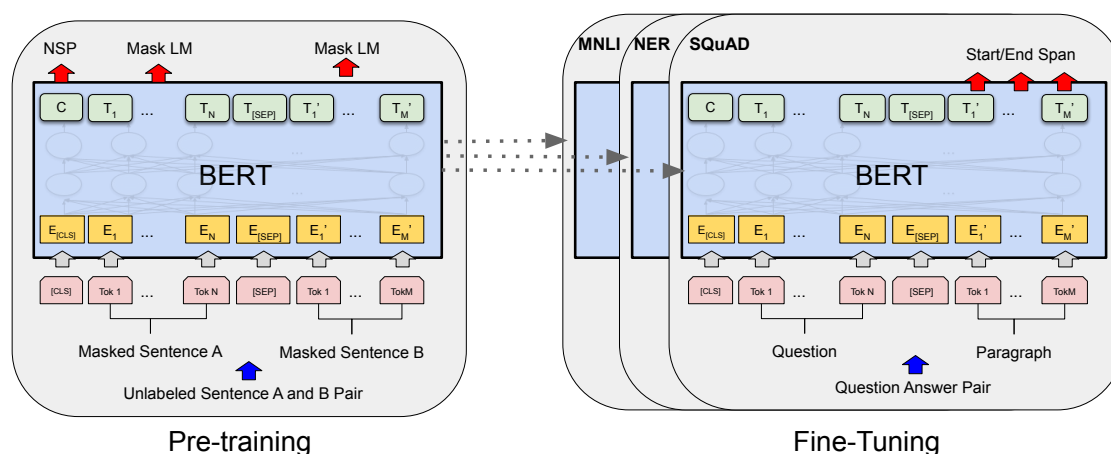 NSP Mask LM Mask LM
C T1 ... TN T[SEP] T1' ... TM'
BERT
E[CLS] E1 ... EN E[SEP] E1' ... EM'
[CLS] Tok 1 ... Tok N [SEP] Tok 1 ... TokM
Masked Sentence A Masked Sentence B
Unlabeled Sentence A and B Pair
Pre-training
MNLI NER SQuAD
Start/End Span
C T1 ... TN T[SEP] T1' ... TM'
BERT
E[CLS] E1 ... EN E[SEP] E1' ... EM'
[CLS] Tok 1 ... Tok N [SEP] Tok 1 ... TokM
Question Paragraph
Question Answer Pair
Fine-Tuning